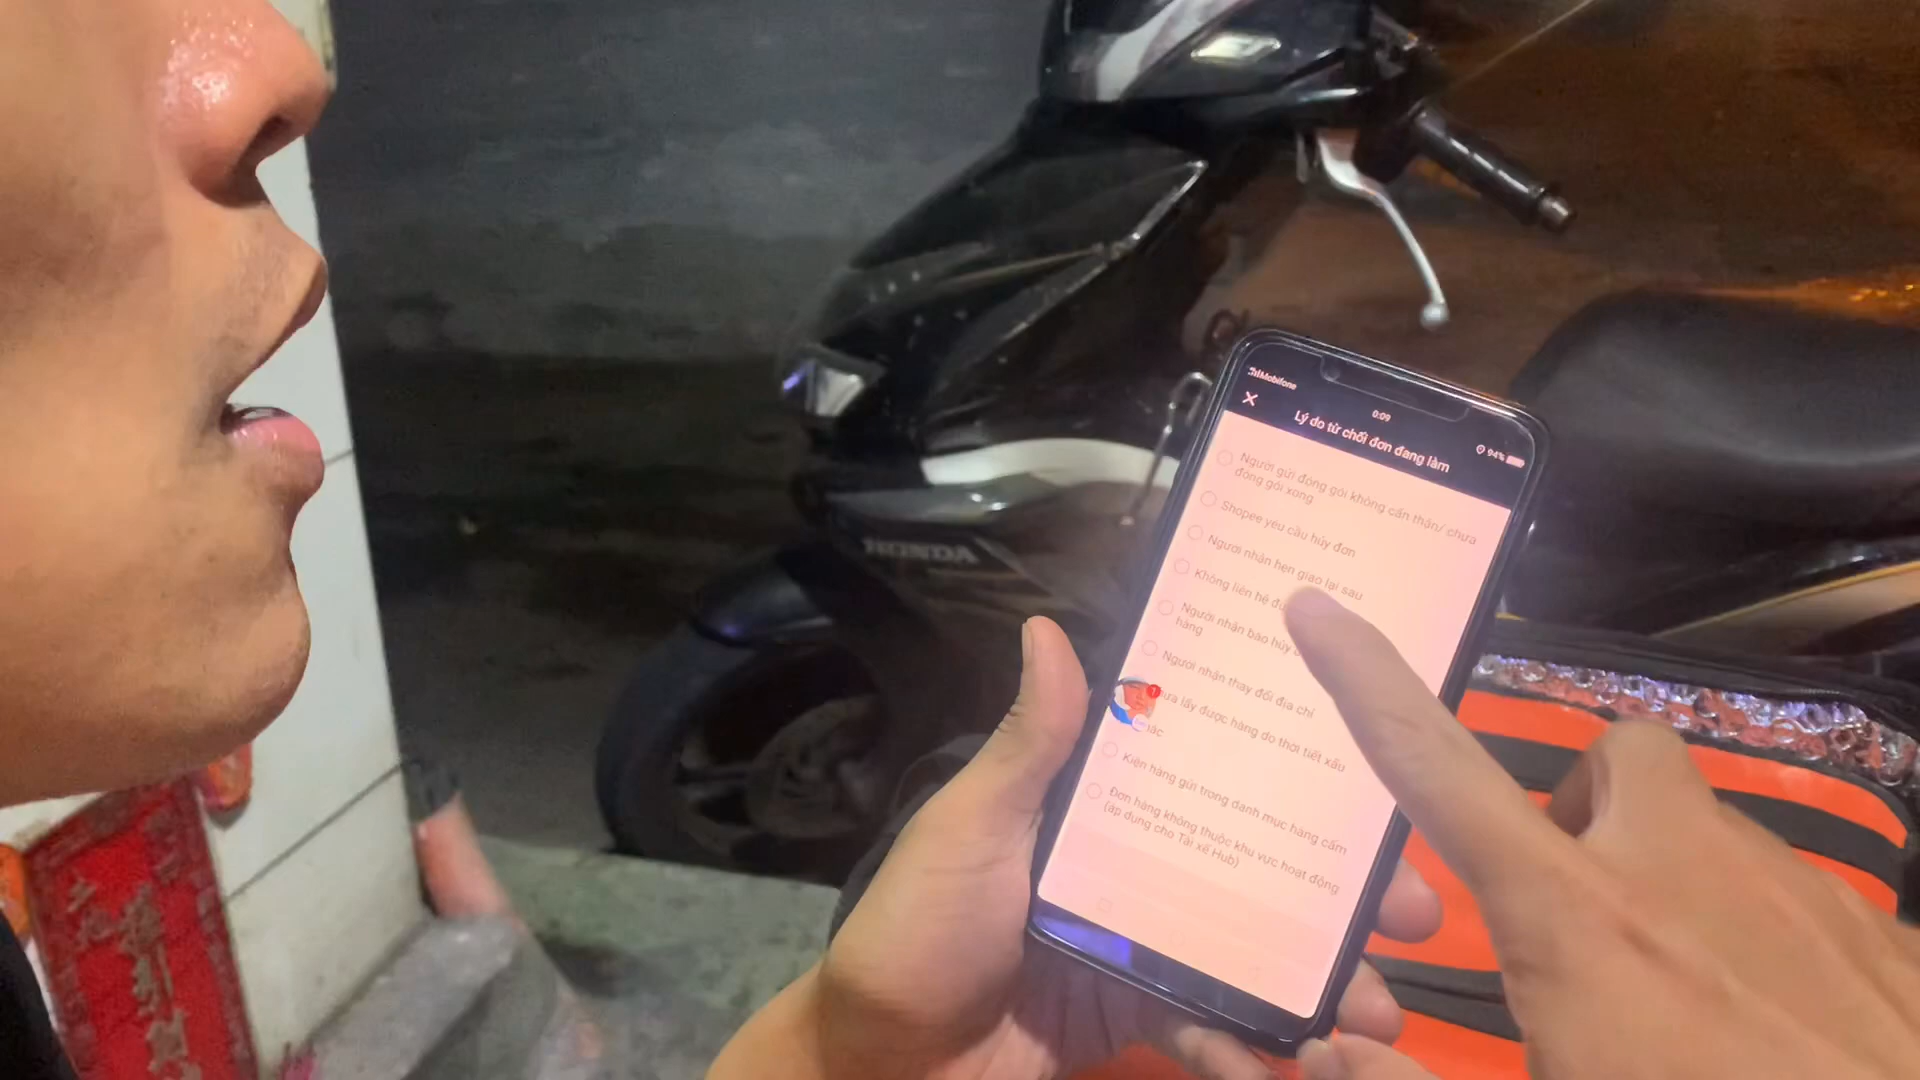 Mobifone
0:09
94%
Lý do từ chối đơn đang làm
Người gửi đóng gói không cẩn thận/ chưa
đóng gói xong
Shopee yêu cầu hủy đơn
Người nhận hẹn giao lại sau
Không liên hệ
Người nhận báo hủy
hàng
Người nhận thay đổi địa chỉ
lấy được hàng do thời tiết xấu
Kiện hàng gửi trong danh mục hàng cấm
Đơn hàng không thuộc khu vực hoạt động
(áp dụng cho Tài xế Hub)
HONDA